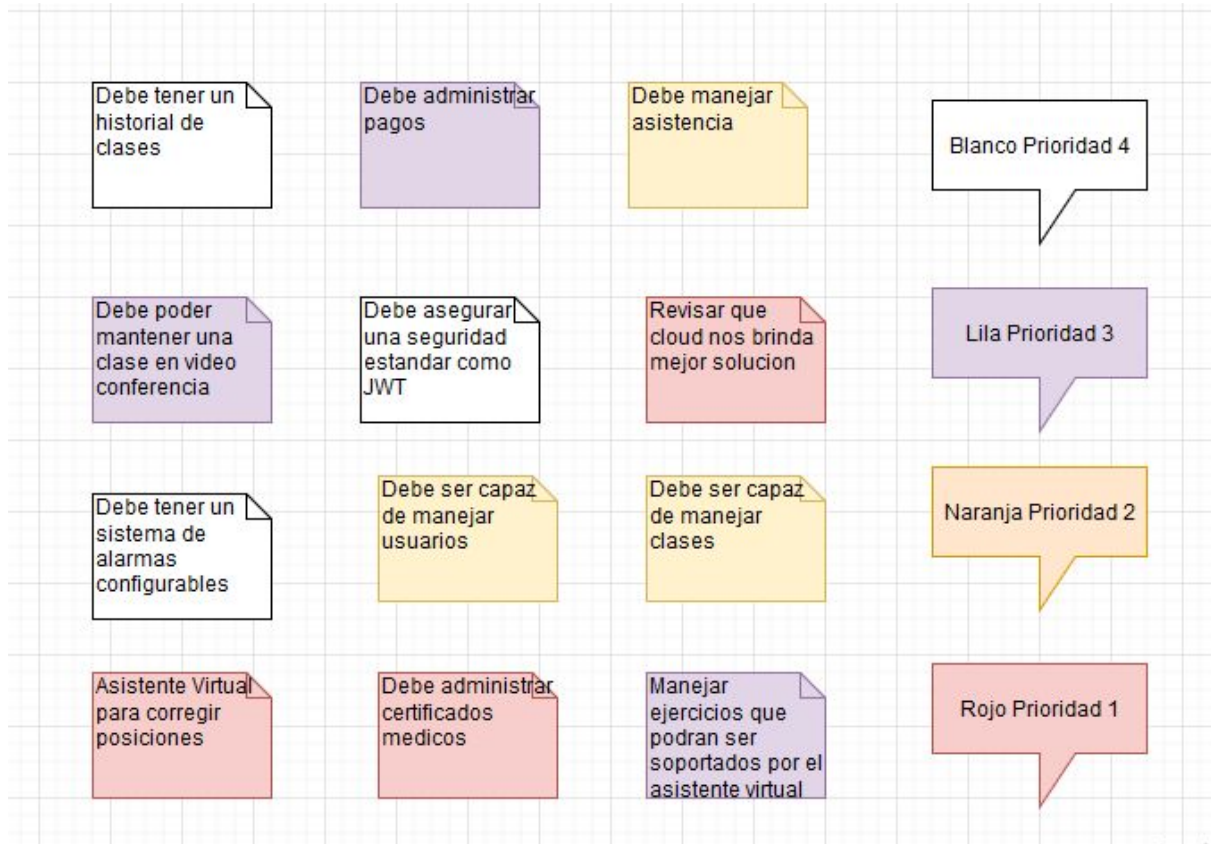 Debe tener un
historial de
clases
Debe administrar
pagos
Debe manejar
asistencia
Blanco Prioridad 4
Debe poder
mantener una
clase en video
conferencia
Debe asegurar
una seguridad
estandar como
JWT
Revisar que
cloud nos brinda
mejor solucion
Lila Prioridad 3
Debe tener un
sistema de
alarmas
configurables
Debe ser capaz
de manejar
usuarios
Debe ser capaz
de manejar
clases
Naranja Prioridad 2
Asistente Virtual
para corregir
posiciones
Debe administrar
certificados
medicos
Manejar
ejercicios que
podran ser
soportados por el
asistente virtual
Rojo Prioridad 1